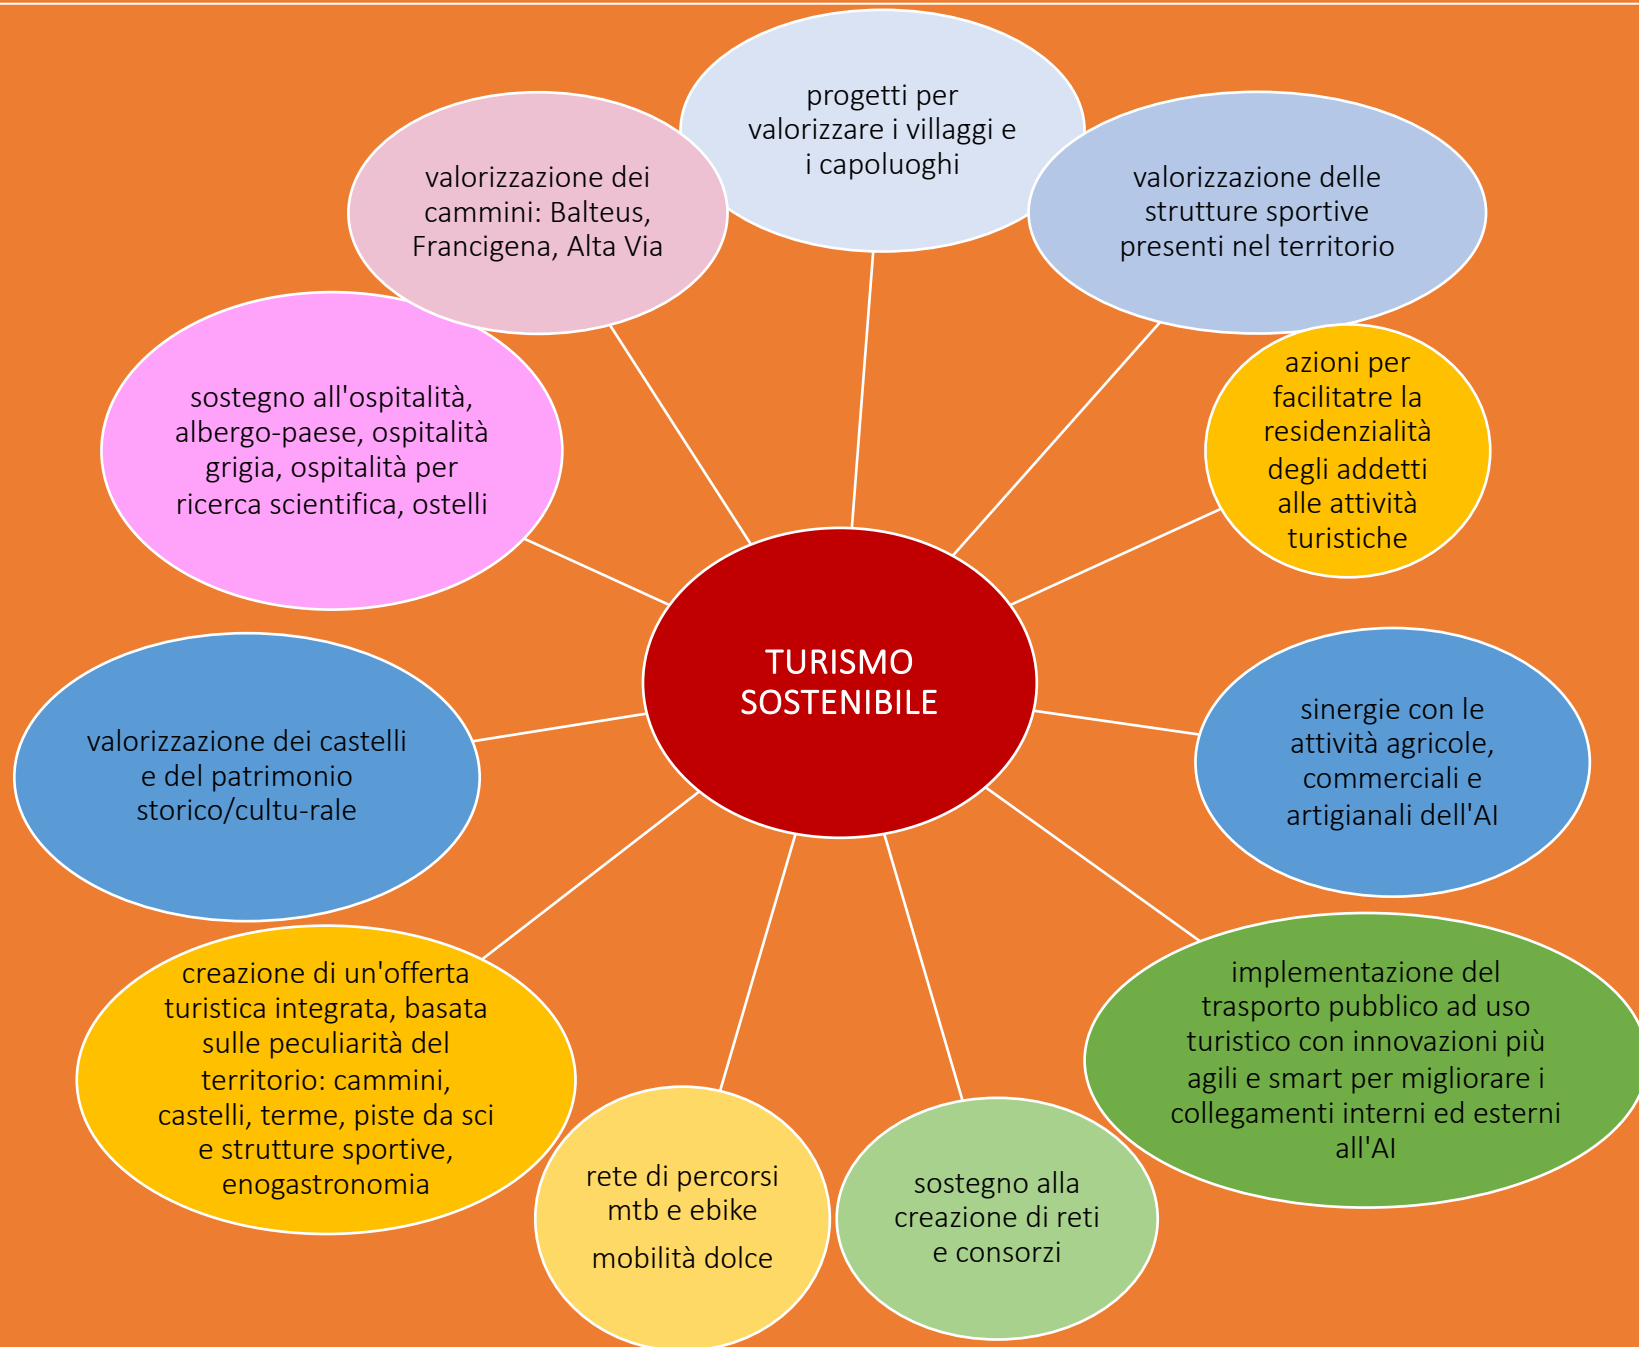 progetti per
valorizzare i villaggi e
i capoluoghi
valorizzazione delle
strutture sportive
presenti nel territorio
azioni per
facilitatre la
residenzialità
degli addetti
alle attività
turistiche
sinergie con le
attività agricole,
commerciali e
artigianali dell'AI
implementazione del
trasporto pubblico ad uso
turistico con innovazioni più
agili e smart per migliorare i
collegamenti interni ed esterni
all'AI
sostegno alla
creazione di reti
e consorzi
rete di percorsi
mtb e ebike
mobilità dolce
creazione di un'offerta
turistica integrata, basata
sulle peculiarità del
territorio: cammini,
castelli, terme, piste da sci
e strutture sportive,
enogastronomia
valorizzazione dei castelli
e del patrimonio
storico/cultu-rale
sostegno all'ospitalità,
albergo-paese, ospitalità
grigia, ospitalità per
ricerca scientifica, ostelli
valorizzazione dei
cammini: Balteus,
Francigena, Alta Via
TURISMO
SOSTENIBILE